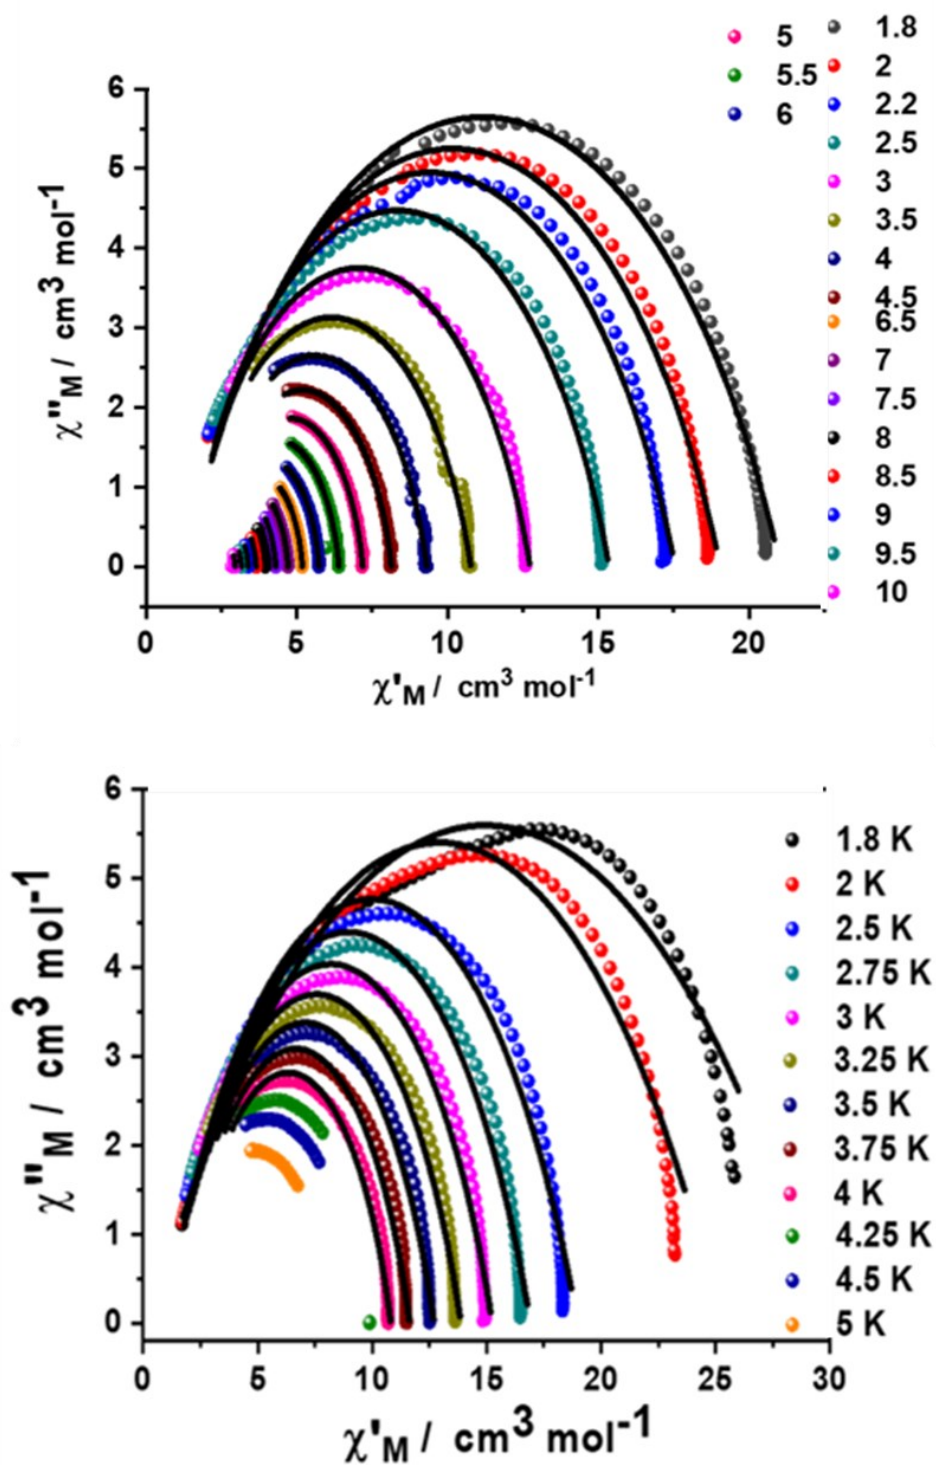 5
5.5
6
1.8
2
2.2
2.5
3
3.5
4
4.5
6.5
7
7.5
8
8.5
9
9.5
10
6
5
4
3
2
1
0
χ''M / cm3 mol-1
0 5 10 15 20
χ'M / cm3 mol-1
6
5
4
3
2
1
0
χ''M / cm3 mol-1
1.8 K
2 K
2.5 K
2.75 K
3 K
3.25 K
3.5 K
3.75 K
4 K
4.25 K
4.5 K
5 K
0 5 10 15 20 25 30
χ'M / cm3 mol-1